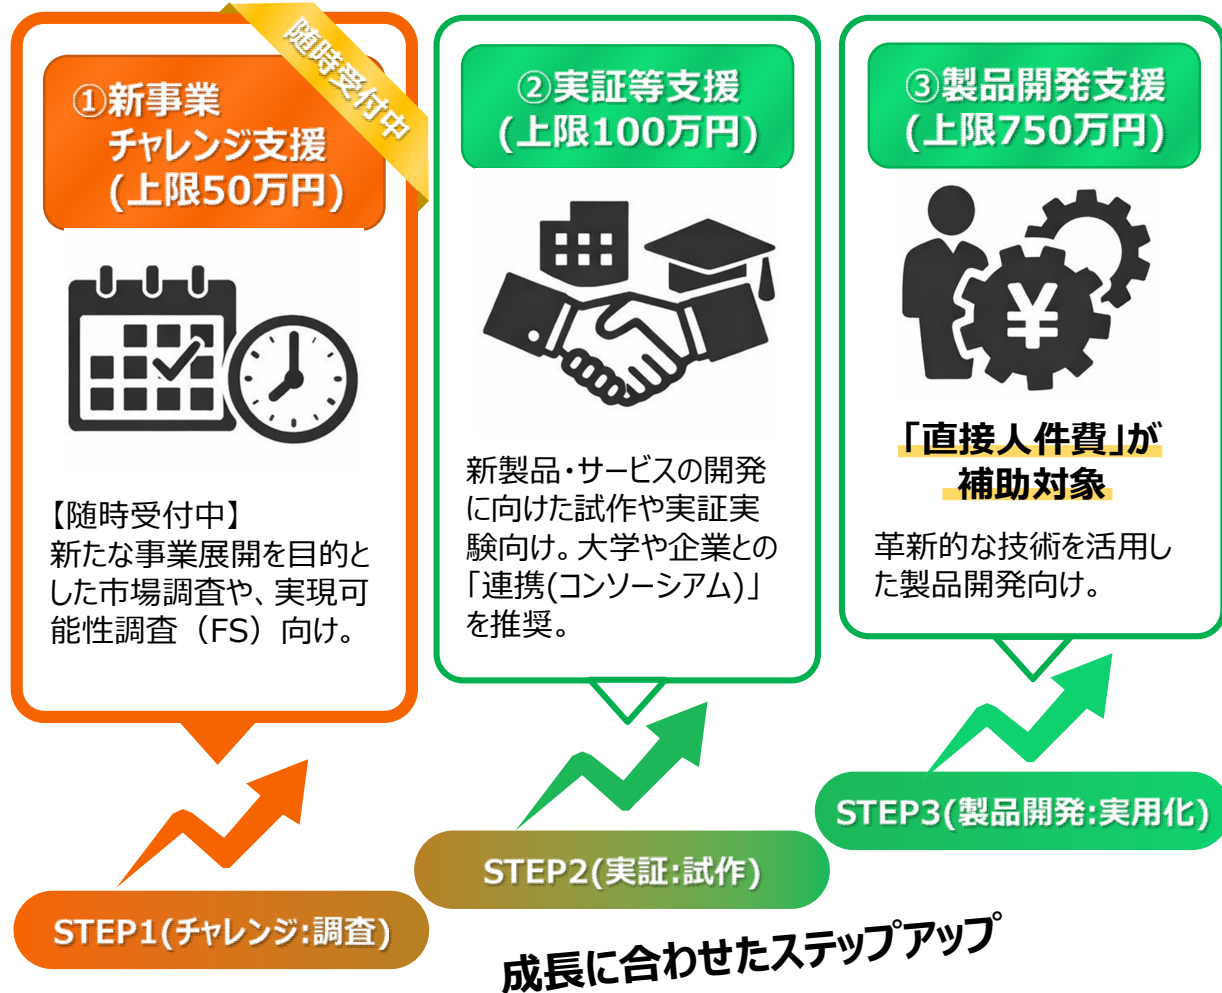 随時受付中
①新事業
チャレンジ支援
(上限50万円)
【随時受付中】
新たな事業展開を目的と
した市場調査や、実現可
能性調査（FS）向け。
②実証等支援
(上限100万円)
新製品・サービスの開発
に向けた試作や実証実
験向け。大学や企業との
「連携(コンソーシアム)」
を推奨。
③製品開発支援
(上限750万円)
¥
「直接人件費」が
補助対象
革新的な技術を活用し
た製品開発向け。
STEP1(チャレンジ:調査)
STEP2(実証:試作)
STEP3(製品開発:実用化)
成長に合わせたステップアップ